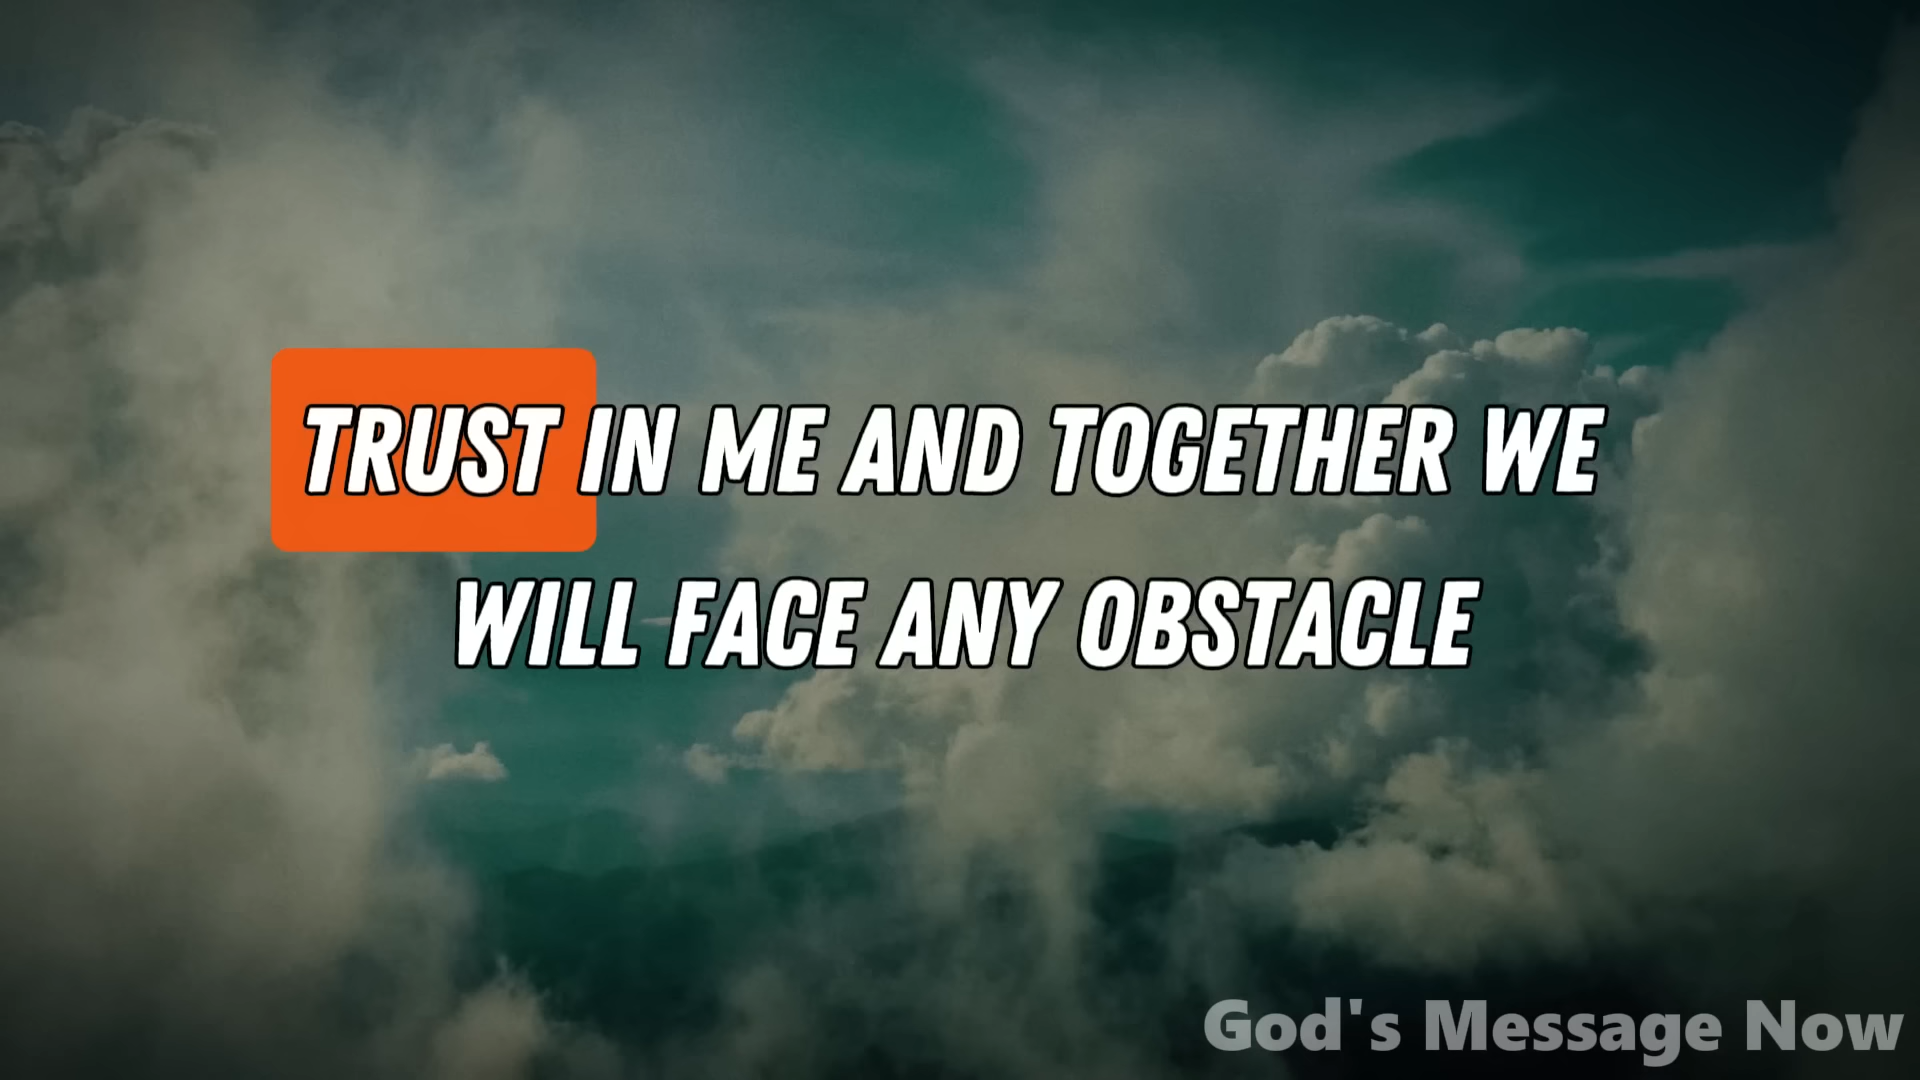 TRUST IN ME AND TOGETHER WE
WILL FACE ANY OBSTACLE
God's Message Now